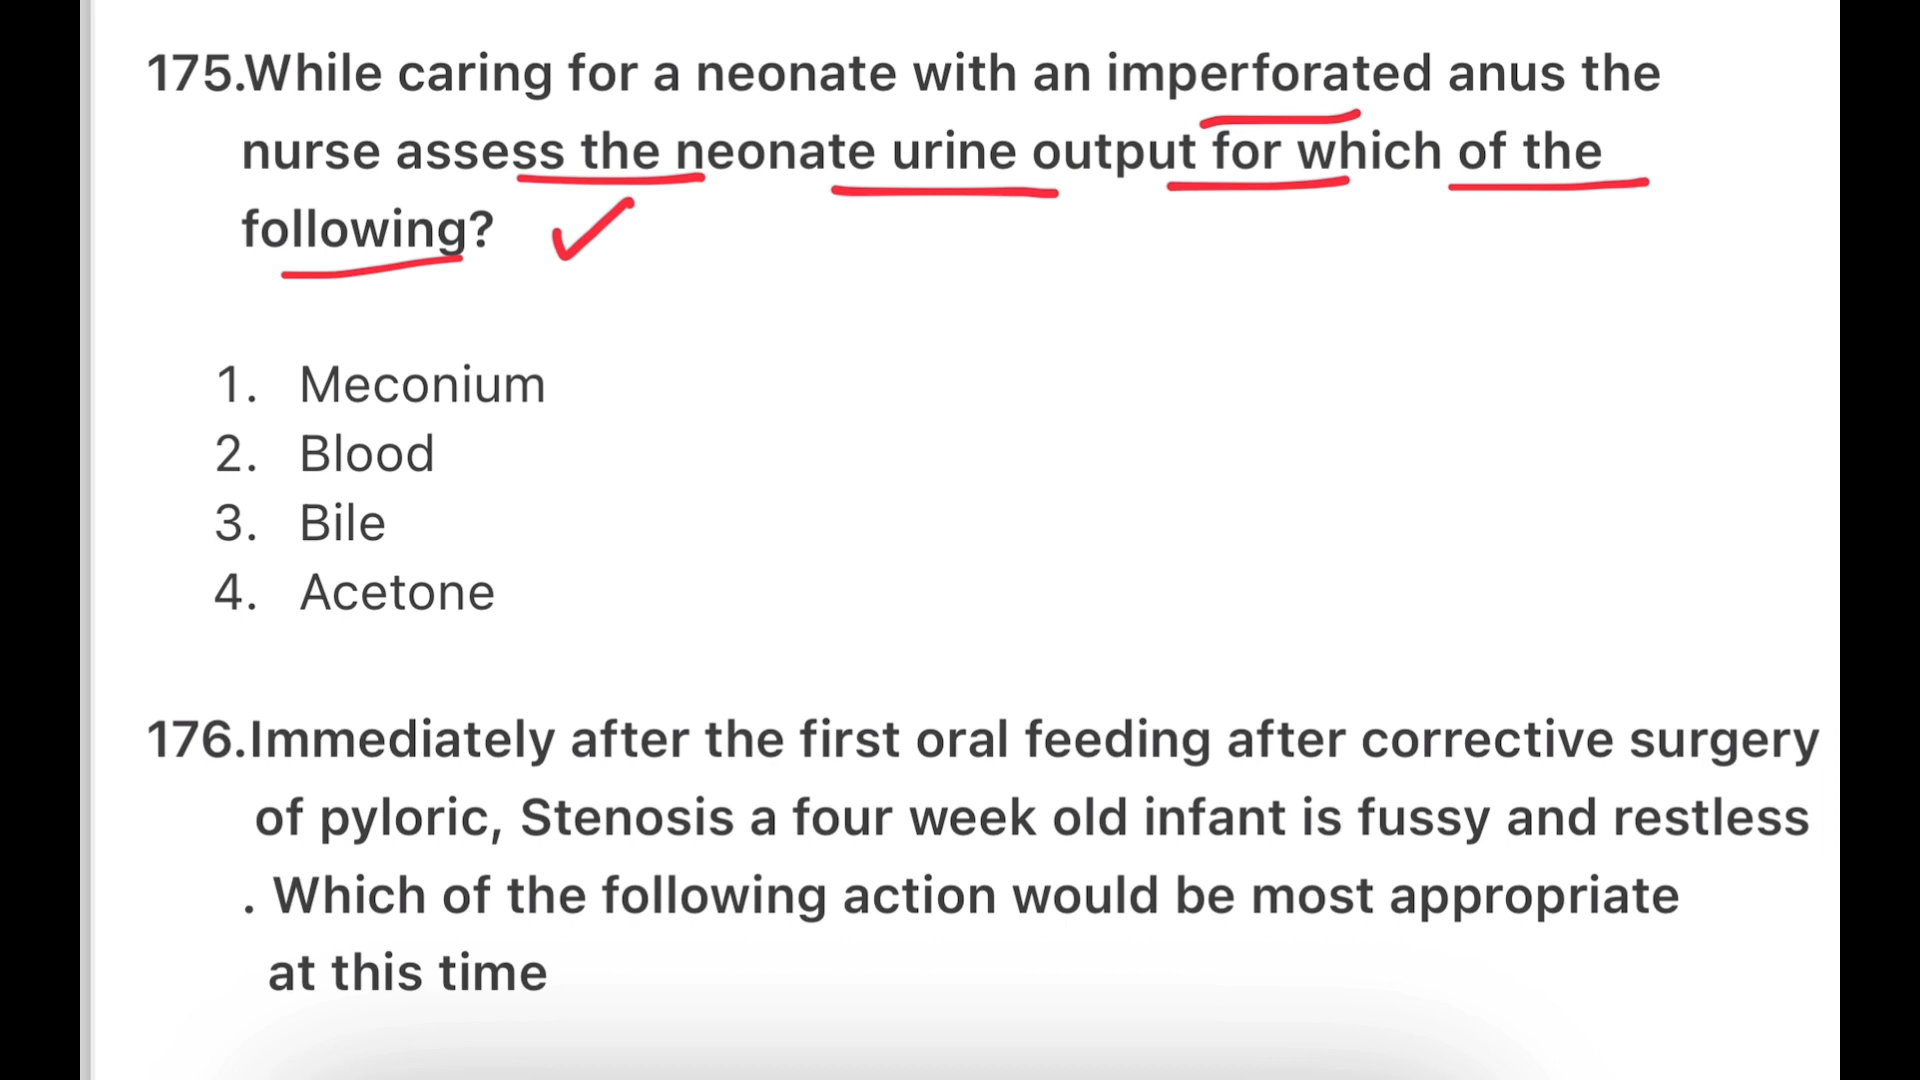 175.While caring for a neonate with an imperforated anus the
nurse assess the neonate urine output for which of the
following?
1. Meconium
2. Blood
3. Bile
4. Acetone
176.Immediately after the first oral feeding after corrective surgery
of pyloric, Stenosis a four week old infant is fussy and restless
. Which of the following action would be most appropriate
at this time